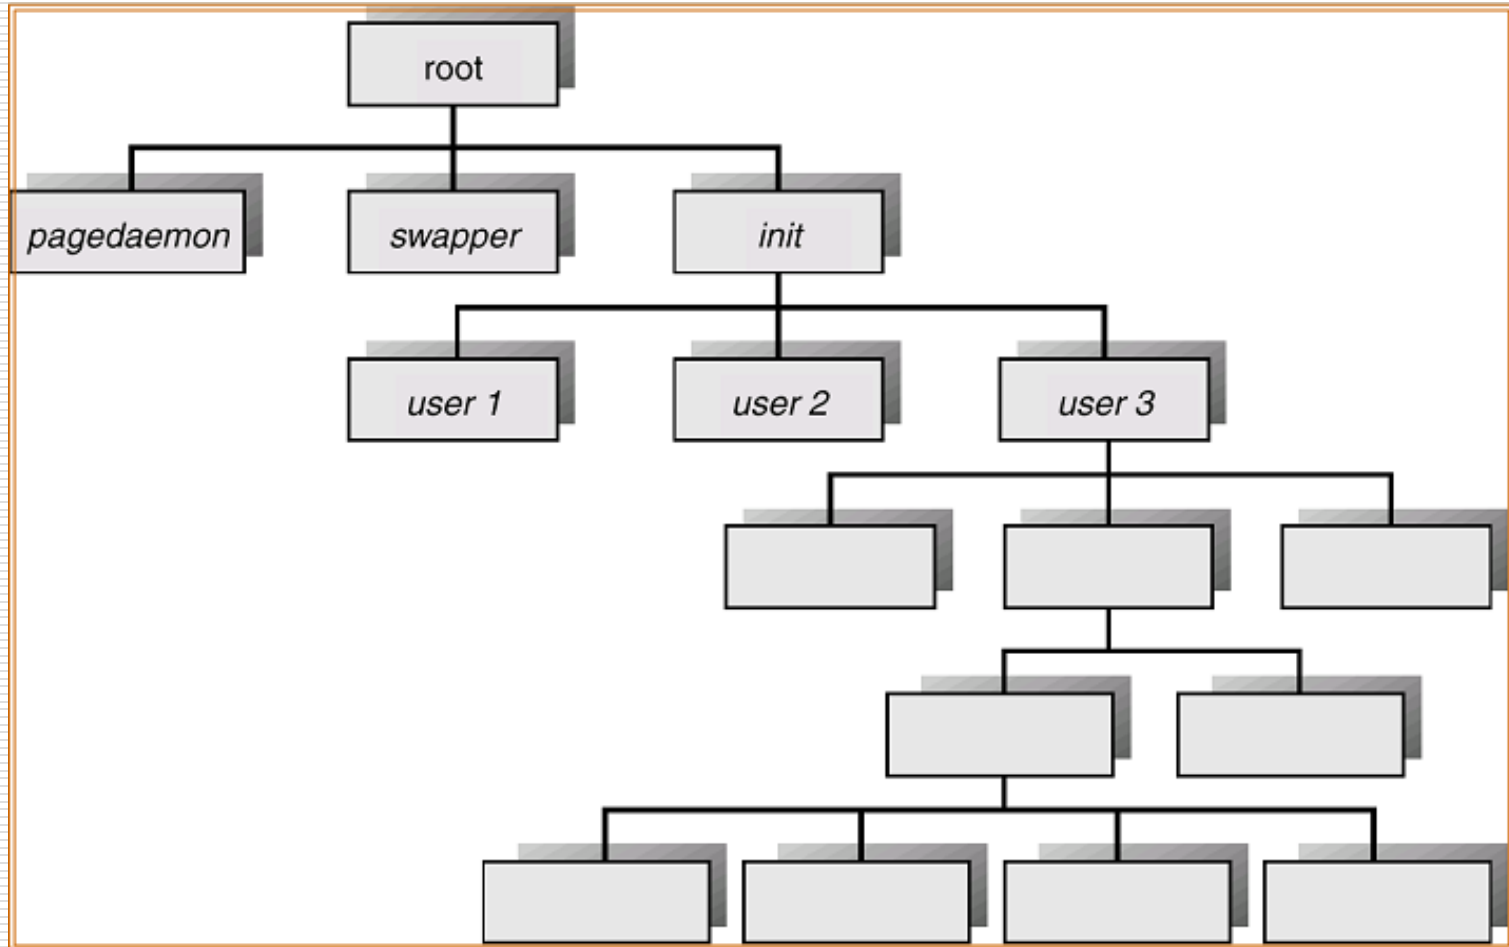 root
pagedaemon
swapper
init
user 1
user 2
user 3